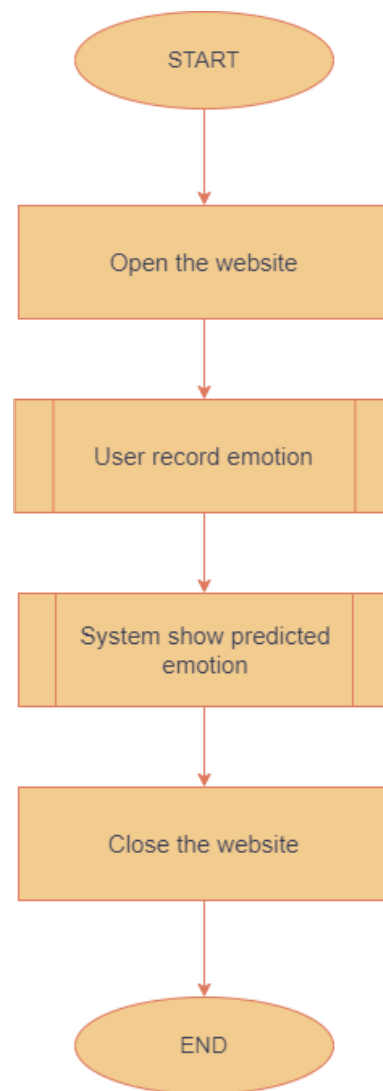 START
Open the website
User record emotion
System show predicted
emotion
Close the website
END